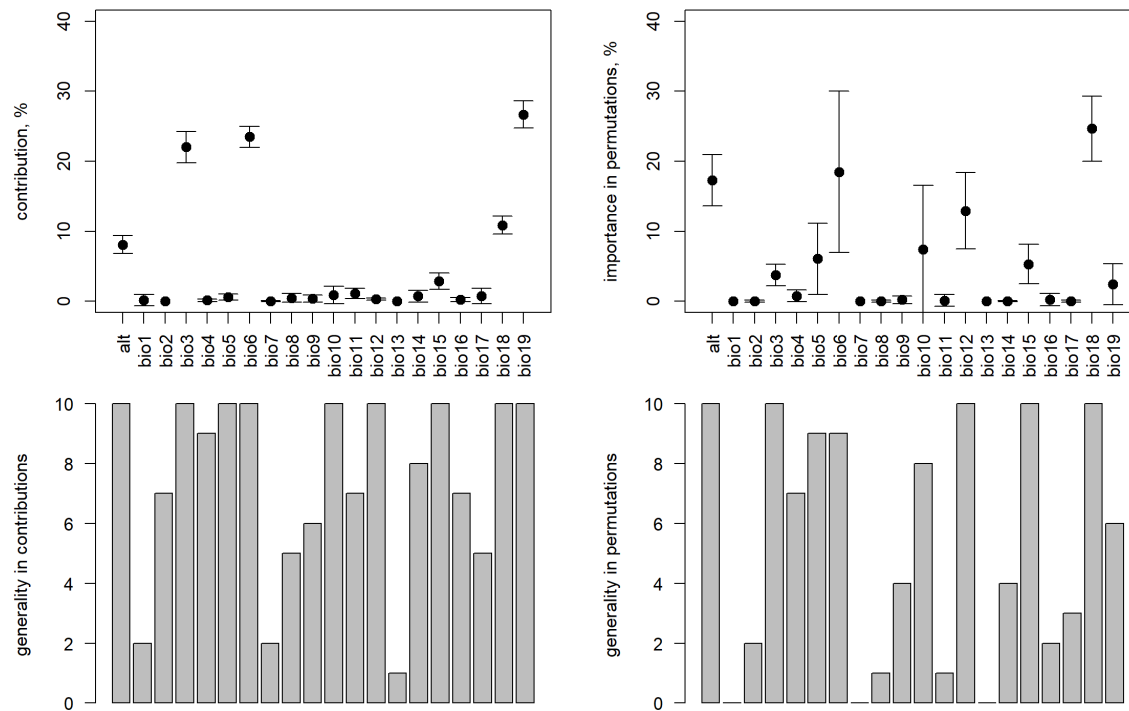 contribution, %
40
30
20
10
0
alt
bio1
bio2
bio3
bio4
bio5
bio6
bio7
bio8
bio9
bio10
bio11
bio12
bio13
bio14
bio15
bio16
bio17
bio18
bio19
importance in permutations, %
40
30
20
10
0
alt
bio1
bio2
bio3
bio4
bio5
bio6
bio7
bio8
bio9
bio10
bio11
bio12
bio13
bio14
bio15
bio16
bio17
bio18
bio19
generality in contributions
10
8
6
4
2
0
generality in permutations
10
8
6
4
2
0